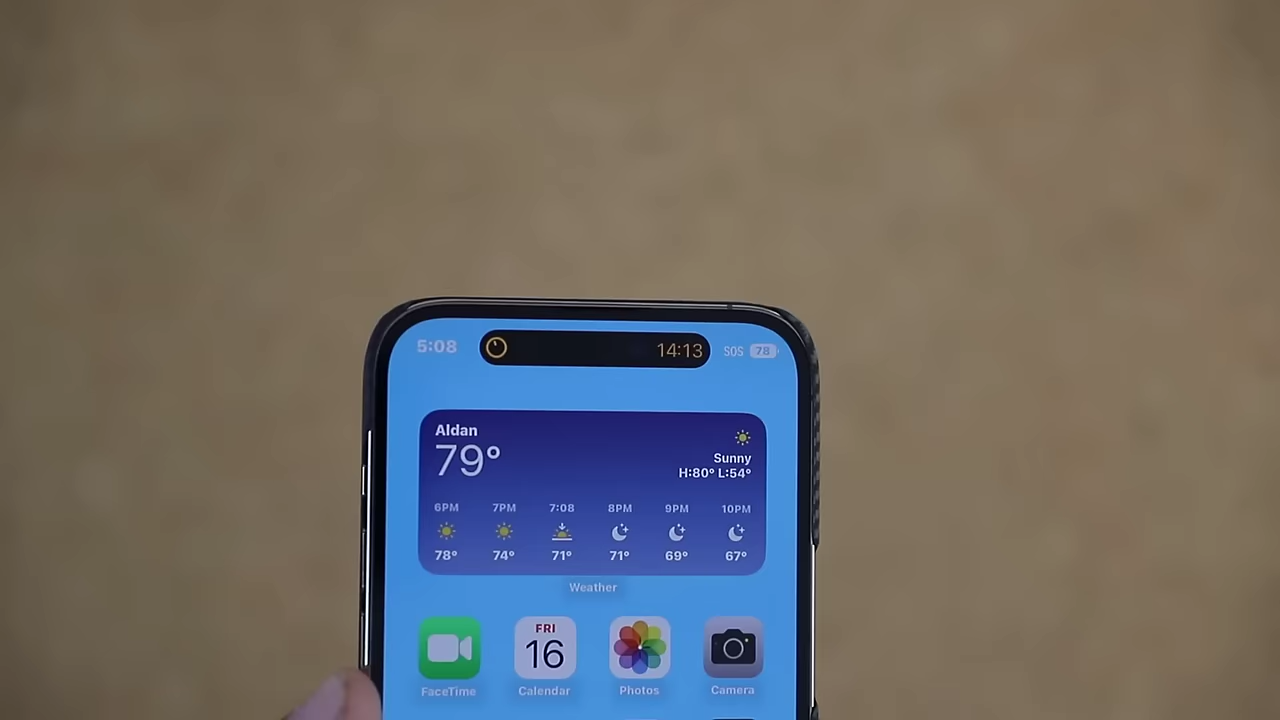 5:08 14:13 SOS 78
Aldan
79°
Sunny
H:80° L:54°
6PM 7PM 7:08 8PM 9PM 10PM
78° 74° 71° 71° 69° 67°
Weather
FRI
16
FaceTime Calendar Photos Camera